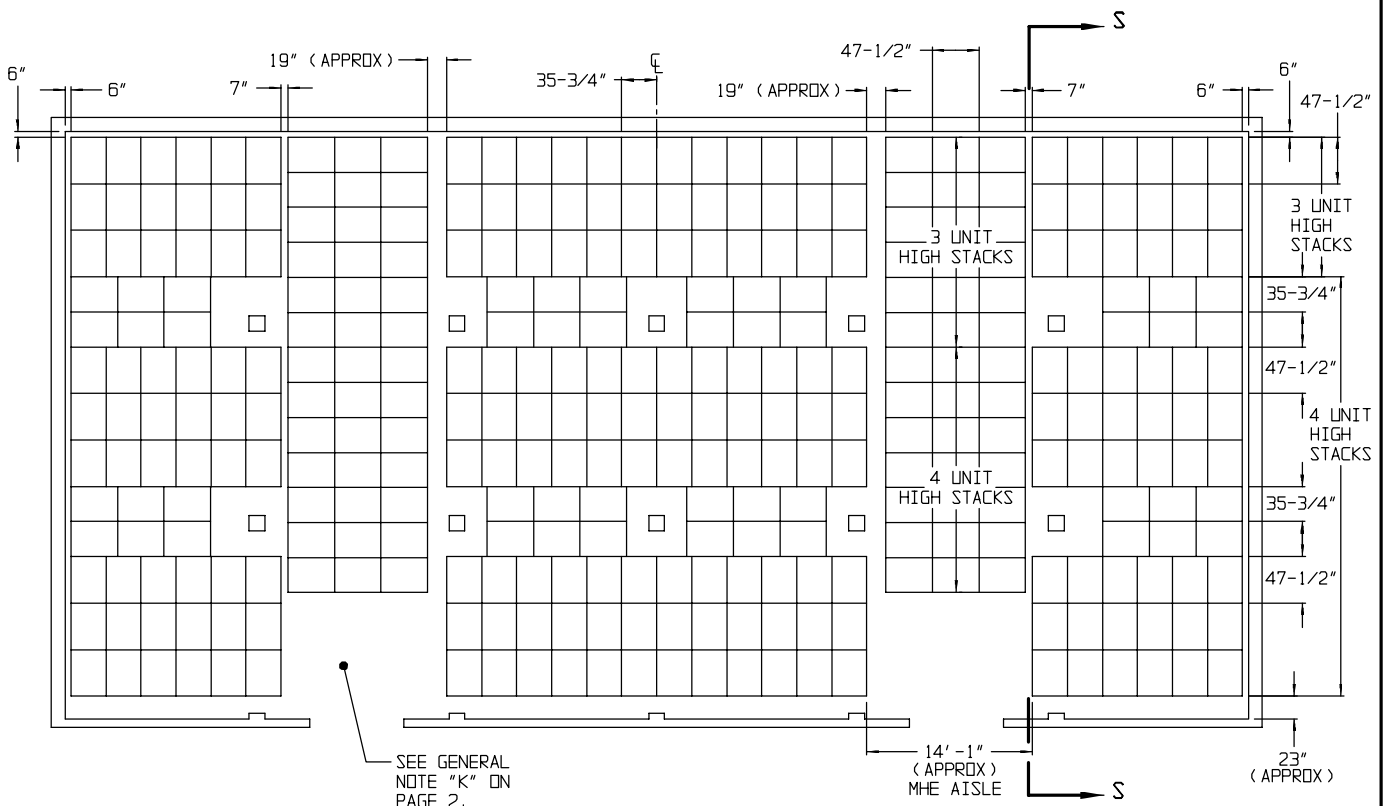 S
19" (APPROX)
47-1/2"
6"
35-3/4"
℄
6"
6"
7"
19" (APPROX)
7"
6"
47-1/2"
3 UNIT
HIGH
STACKS
3 UNIT
HIGH STACKS
35-3/4"
47-1/2"
4 UNIT
HIGH
STACKS
4 UNIT
HIGH STACKS
35-3/4"
47-1/2"
SEE GENERAL
NOTE "K" ON
PAGE 2.
14'-1"
(APPROX)
MHE AISLE
23"
(APPROX)
S